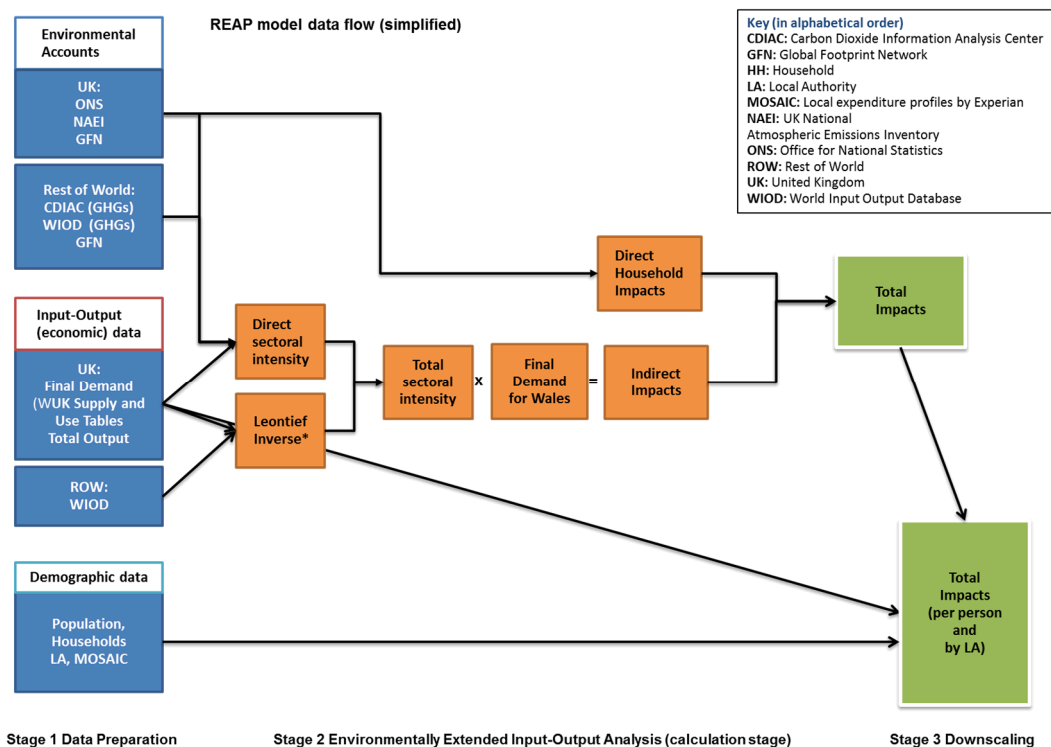 REAP model data flow (simplified)
Key (in alphabetical order)
CDIAC: Carbon Dioxide Information Analysis Center
GFN: Global Footprint Network
HH: Household
LA: Local Authority
MOSAIC: Local expenditure profiles by Experian
NAEI: UK National
Atmospheric Emissions Inventory
ONS: Office for National Statistics
ROW: Rest of World
UK: United Kingdom
WIOD: World Input Output Database
Environmental
Accounts
UK:
ONS
NAEI
GFN
Rest of World:
CDIAC (GHGs)
WIOD (GHGs)
GFN
Input-Output
(economic) data
UK:
Final Demand
(WUK Supply and
Use Tables
Total Output
ROW:
WIOD
Demographic data
Population,
Households
LA, MOSAIC
Direct
sectoral
intensity
Leontief
Inverse*
Total
sectoral
intensity
x
Final
Demand
for Wales
=
Indirect
Impacts
Direct
Household
Impacts
Total
Impacts
Total
Impacts
(per person
and
by LA)
Stage 1 Data Preparation
Stage 2 Environmentally Extended Input-Output Analysis (calculation stage)
Stage 3 Downscaling